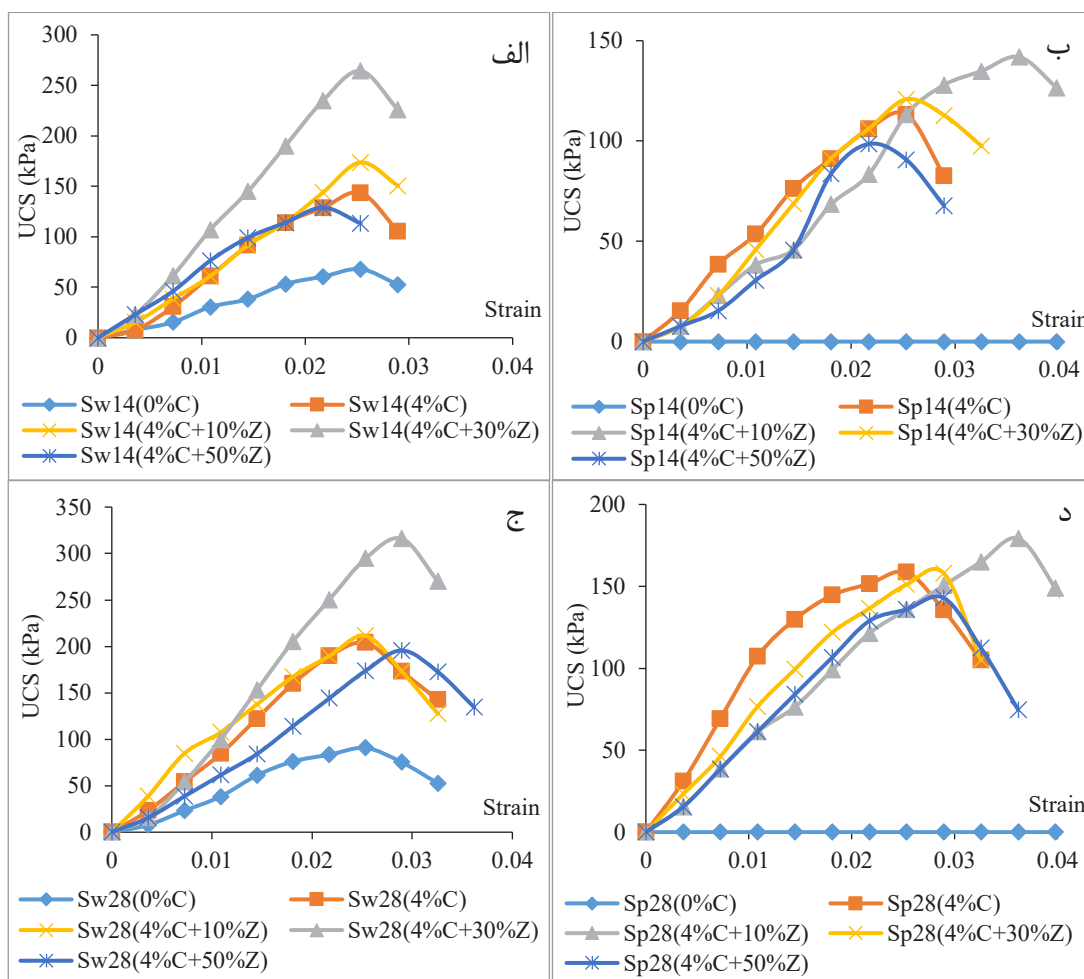 الف
UCS (kPa)
300
250
200
150
100
50
0
Strain
0 0.01 0.02 0.03 0.04
Sw14(0%C) Sw14(4%C)
Sw14(4%C+10%Z) Sw14(4%C+30%Z)
Sw14(4%C+50%Z)
ب
UCS (kPa)
150
100
50
0
Strain
0 0.01 0.02 0.03 0.04
Sp14(0%C) Sp14(4%C)
Sp14(4%C+10%Z) Sp14(4%C+30%Z)
Sp14(4%C+50%Z)
ج
UCS (kPa)
350
300
250
200
150
100
50
0
Strain
0 0.01 0.02 0.03 0.04
Sw28(0%C) Sw28(4%C)
Sw28(4%C+10%Z) Sw28(4%C+30%Z)
Sw28(4%C+50%Z)
د
UCS (kPa)
200
150
100
50
0
Strain
0 0.01 0.02 0.03 0.04
Sp28(0%C) Sp28(4%C)
Sp28(4%C+10%Z) Sp28(4%C+30%Z)
Sp28(4%C+50%Z)